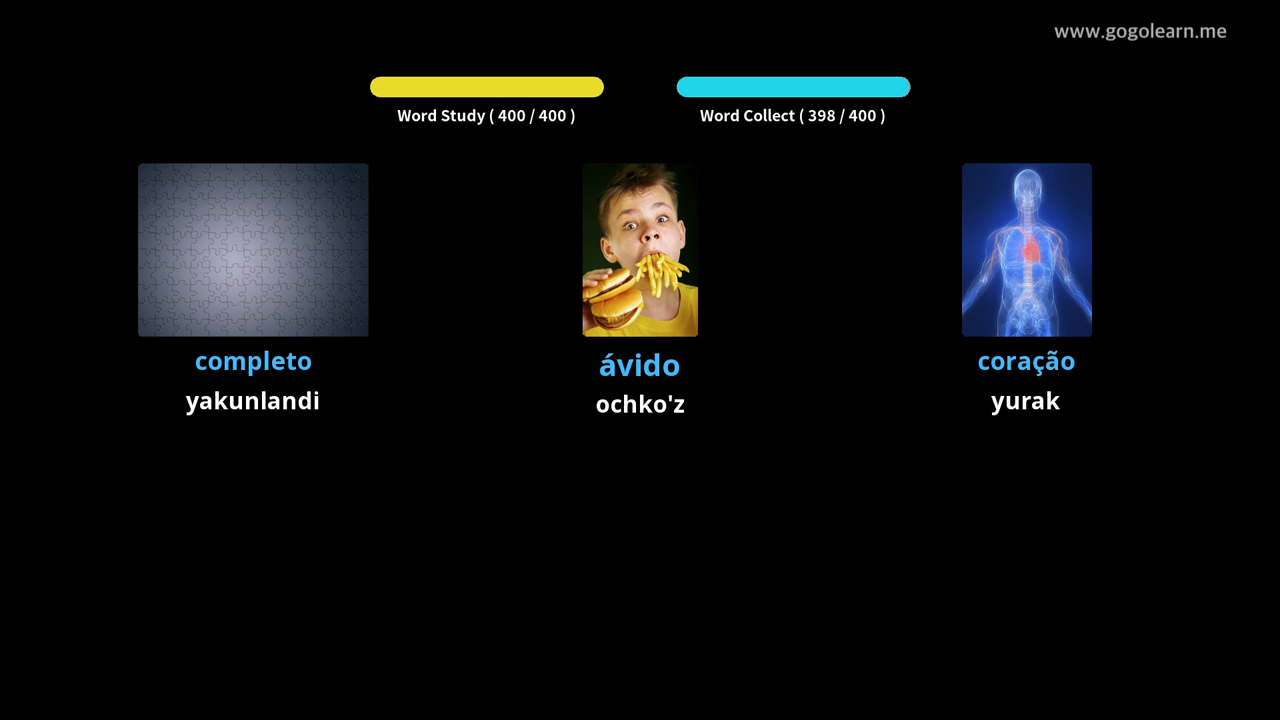 www.gogolearn.me
Word Study ( 400 / 400 )
Word Collect ( 398 / 400 )
completo
yakunlandi
ávido
ochko'z
coração
yurak